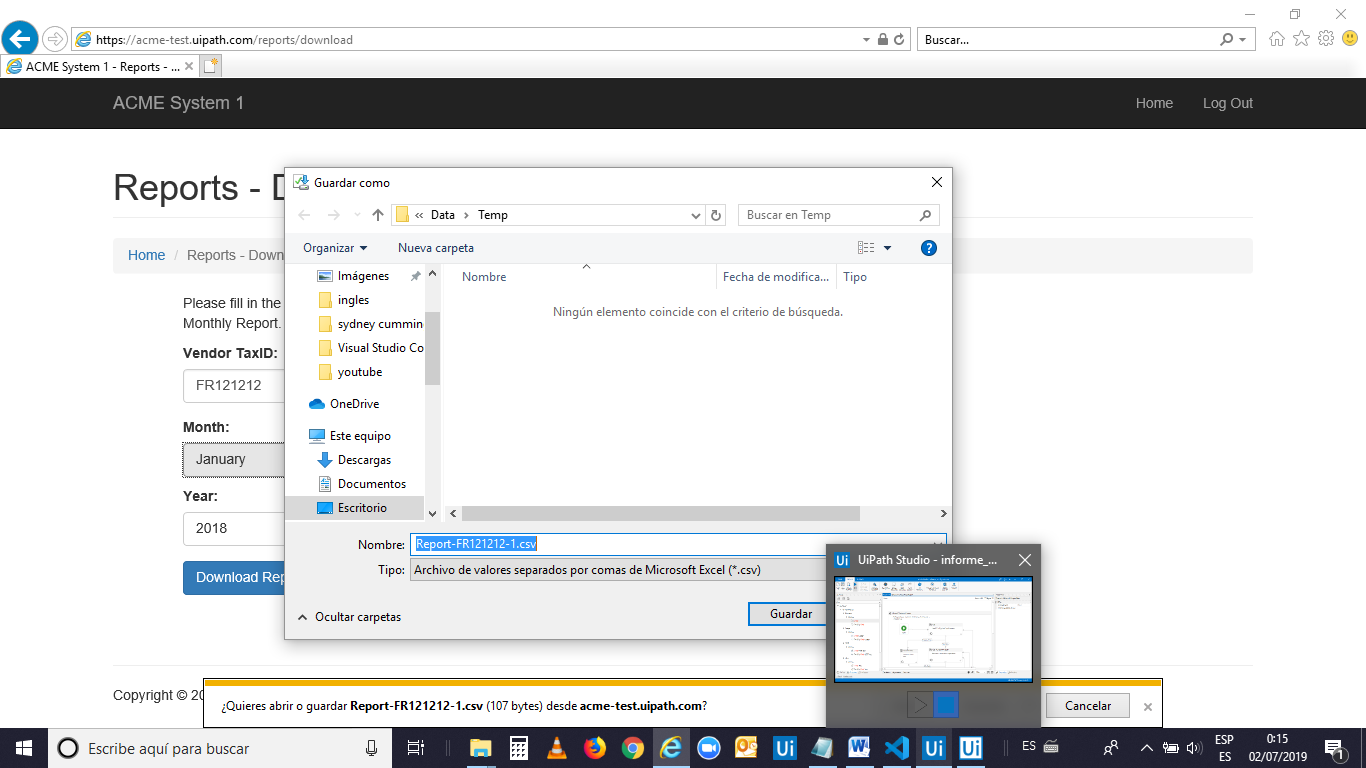 https://acme-test.uipath.com/reports/download
Buscar...
ACME System 1 - Reports - ...
ACME System 1
Home
Log Out
Reports - D
Guardar como
Data
Temp
Buscar en Temp
Organizar
Nueva carpeta
Home / Reports - Down
Imágenes
Nombre
Fecha de modifica...
Tipo
Please fill in the
ingles
Ningún elemento coincide con el criterio de búsqueda.
Monthly Report.
sydney cummin
Vendor TaxID:
Visual Studio Co
FR121212
youtube
OneDrive
Month:
Este equipo
January
Descargas
Documentos
Year:
Escritorio
2018
Nombre:
Report-FR121212-1.csv
Tipo:
Archivo de valores separados por comas de Microsoft Excel (*.csv)
Download Rep
Ocultar carpetas
Guardar
Ui
UiPath Studio - informe_...
Copyright © 20
¿Quieres abrir o guardar Report-FR121212-1.csv (107 bytes) desde acme-test.uipath.com?
Cancelar
Escribe aquí para buscar
Ui
Ui
Ui
ES
ESP
ES
0:15
02/07/2019
1